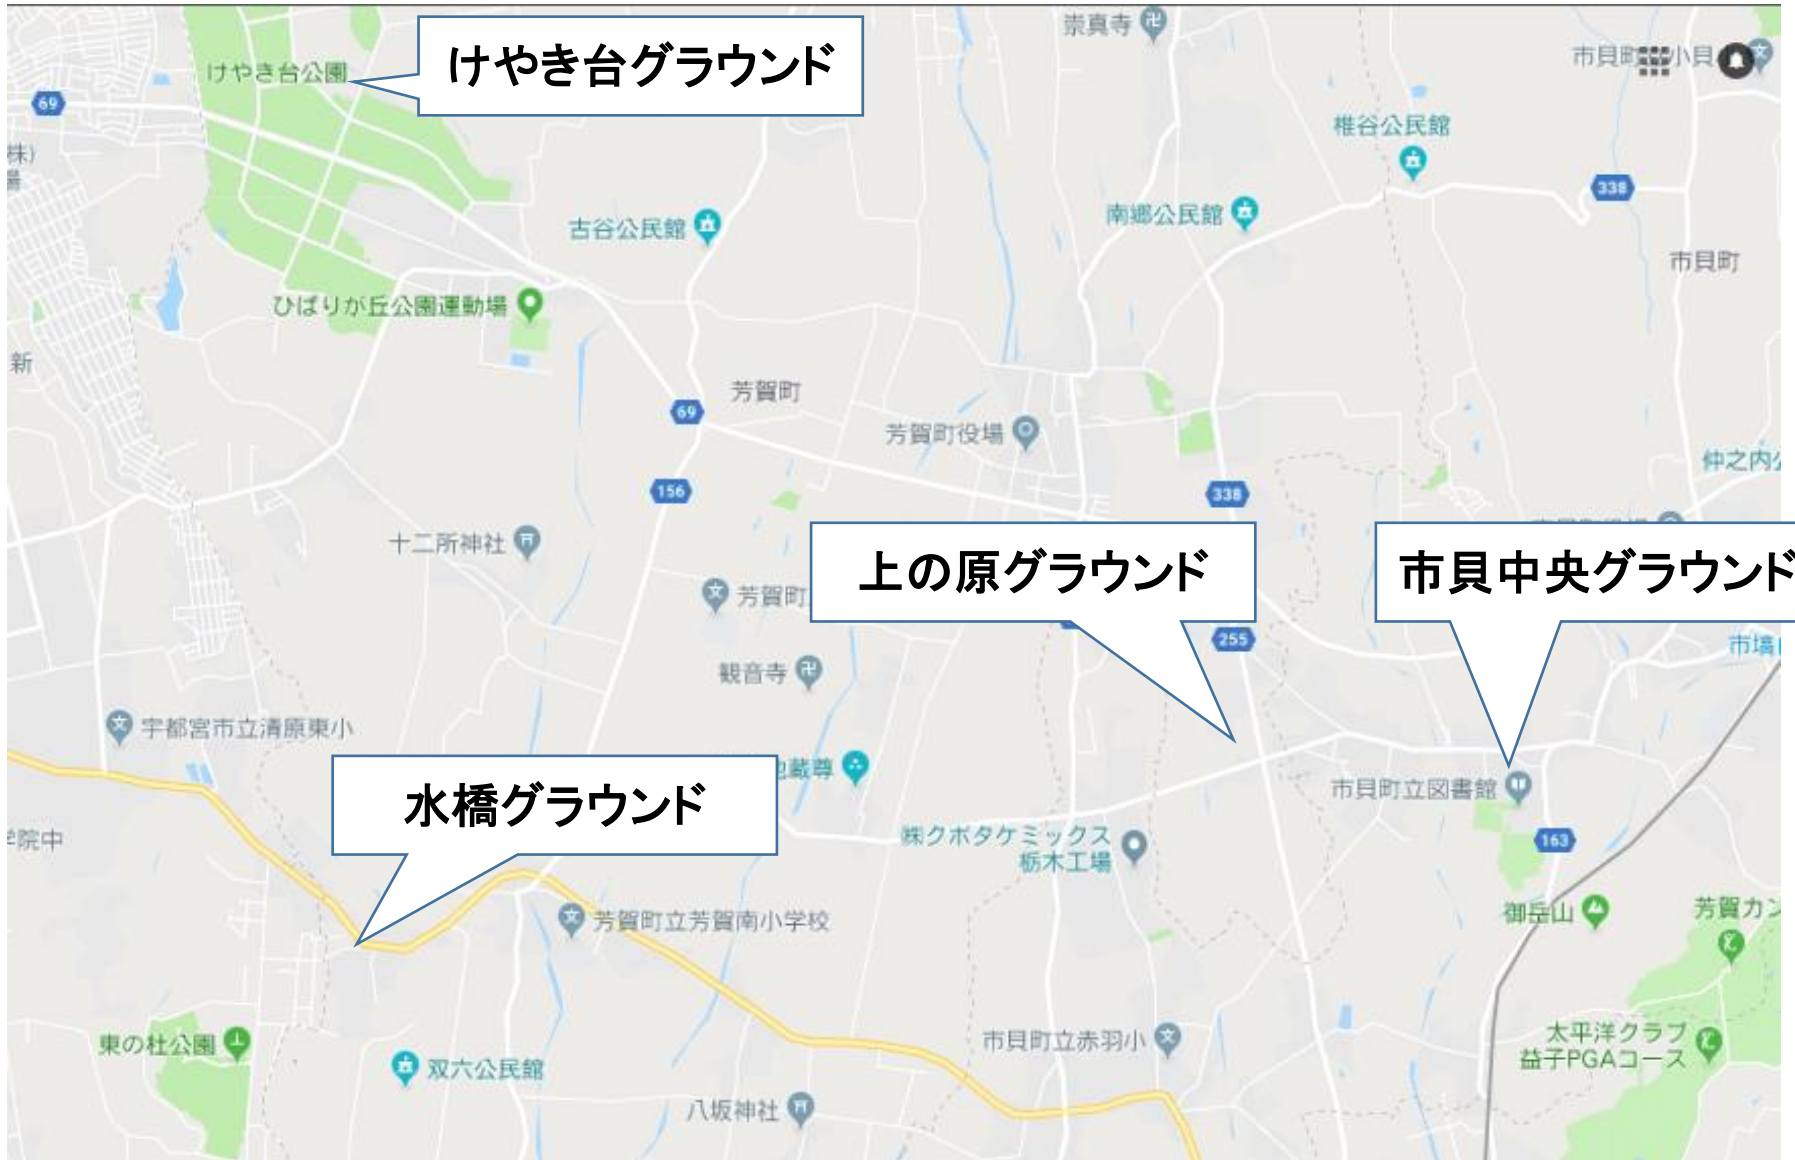 崇真寺
けやき台グラウンド
けやき台公園
市貝町
小貝
69
株)
椎谷公民館
338
南郷公民館
古谷公民館
市貝町
ひばりが丘公園運動場
新
芳賀町
69
芳賀町役場
仲之内公
156
338
十二所神社
上の原グラウンド
市貝中央グラウンド
芳賀町
255
市塙
観音寺
宇都宮市立清原東小
地蔵尊
水橋グラウンド
市貝町立図書館
学院中
㈱クボタケミックス
栃木工場
163
御岳山
芳賀カン
芳賀町立芳賀南小学校
東の杜公園
市貝町立赤羽小
太平洋クラブ
益子PGAコース
双六公民館
八坂神社